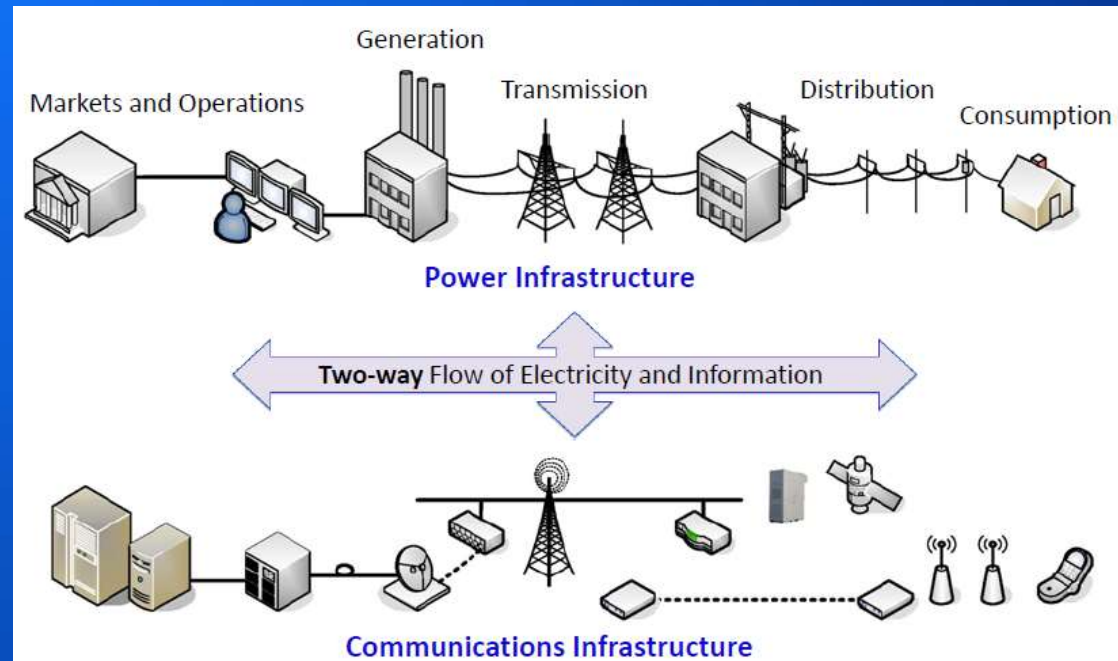 Generation
Markets and Operations
Transmission
Distribution
Consumption
Power Infrastructure
Two-way Flow of Electricity and Information
Communications Infrastructure